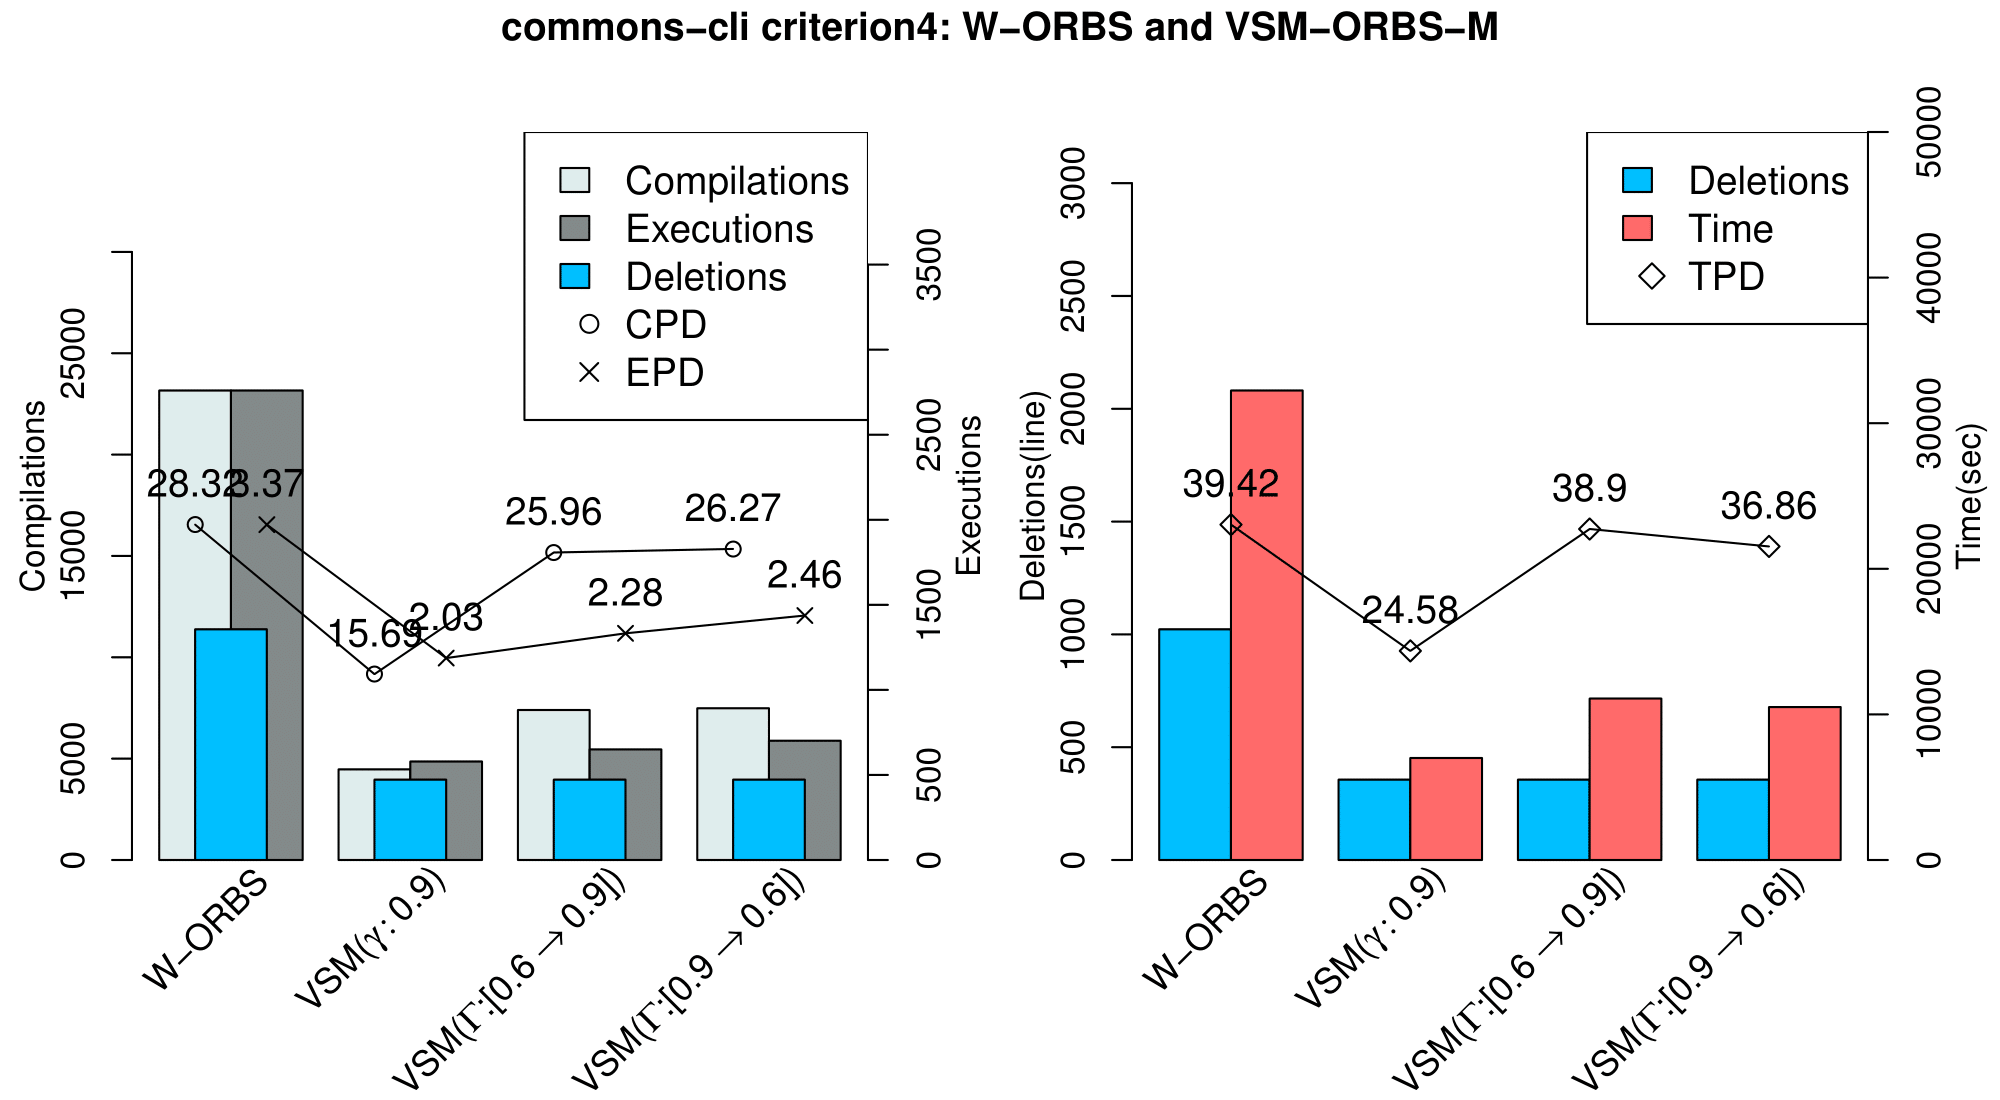 commons−cli criterion4: W−ORBS and VSM−ORBS−M
Compilations
0
5000
15000
25000
Compilations
Executions
Deletions
CPD
EPD
28.32
3.37
15.69
2.03
25.96
2.28
26.27
2.46
0
500
1500
2500
3500
Executions
W−ORBS
VSM(γ: 0.9)
VSM(Γ:[0.6 → 0.9])
VSM(Γ:[0.9 → 0.6])
Deletions(line)
0
500
1000
1500
2000
2500
3000
Deletions
Time
TPD
39.42
24.58
38.9
36.86
0
10000
20000
30000
40000
50000
Time(sec)
W−ORBS
VSM(γ: 0.9)
VSM(Γ:[0.6 → 0.9])
VSM(Γ:[0.9 → 0.6])